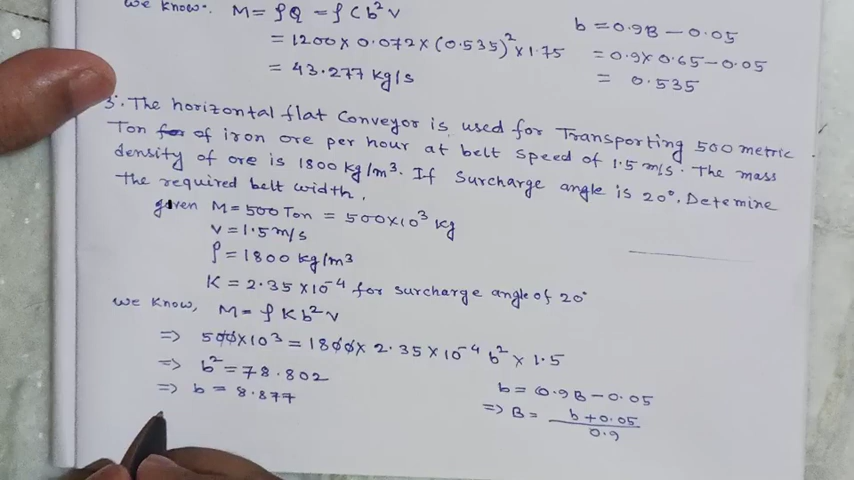 we know:- M = ρQ = ρCb²v
= 1200 × 0.072 × (0.535)² × 1.75
= 43.277 kg/s
b = 0.9B − 0.05
= 0.9 × 0.65 − 0.05
= 0.535
3. The horizontal flat conveyor is used for Transporting 500 metric
Ton of iron ore per hour at belt speed of 1.5 m/s. The mass
density of ore is 1800 kg/m³. If surcharge angle is 20°. Detemine
the required belt width.
given M = 500 Ton = 500×10³ kg
v = 1.5 m/s
ρ = 1800 kg/m³
K = 2.35 ×10⁻⁴ for surcharge angle of 20°
we know, M = ρKb²v
⇒ 500×10³ = 1800 × 2.35 × 10⁻⁴ b² × 1.5
⇒ b² = 78.802
⇒ b = 8.877
b = 0.9B − 0.05
⇒ B = b + 0.05 / 0.9